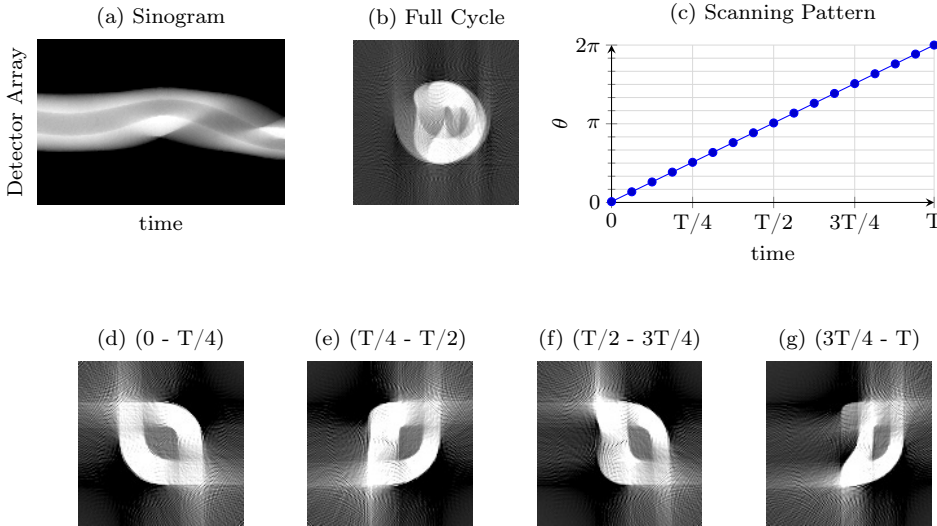 (a) Sinogram
(b) Full Cycle
(c) Scanning Pattern
Detector Array
time
2π
π
0
θ
0 T/4 T/2 3T/4 T
time
(d) (0 - T/4)
(e) (T/4 - T/2)
(f) (T/2 - 3T/4)
(g) (3T/4 - T)